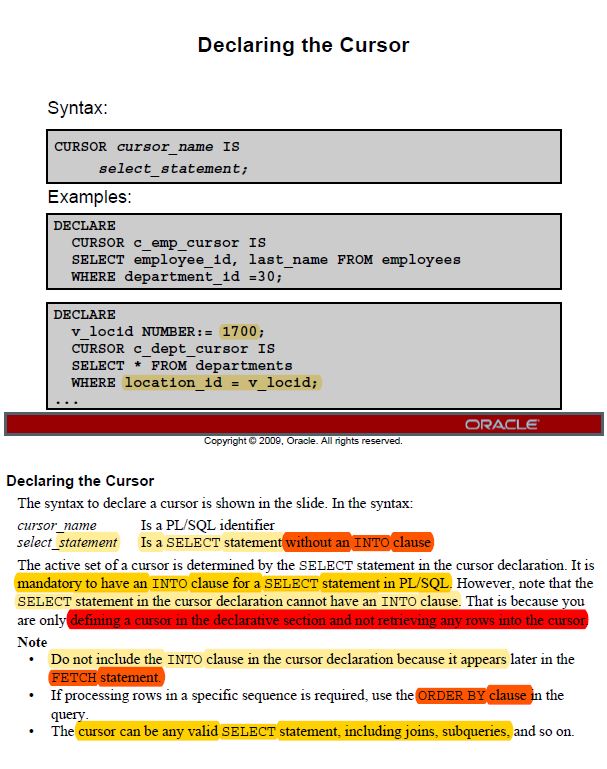 Declaring the Cursor
Syntax:
CURSOR cursor_name IS
select_statement;
Examples:
DECLARE
CURSOR c_emp_cursor IS
SELECT employee_id, last_name FROM employees
WHERE department_id =30;
DECLARE
v_locid NUMBER:= 1700;
CURSOR c_dept_cursor IS
SELECT * FROM departments
WHERE location_id = v_locid;
...
ORACLE
Copyright © 2009, Oracle. All rights reserved.
Declaring the Cursor
The syntax to declare a cursor is shown in the slide. In the syntax:
cursor_name Is a PL/SQL identifier
select_statement Is a SELECT statement without an INTO clause
The active set of a cursor is determined by the SELECT statement in the cursor declaration. It is
mandatory to have an INTO clause for a SELECT statement in PL/SQL. However, note that the
SELECT statement in the cursor declaration cannot have an INTO clause. That is because you
are only defining a cursor in the declarative section and not retrieving any rows into the cursor.
Note
• Do not include the INTO clause in the cursor declaration because it appears later in the
FETCH statement.
• If processing rows in a specific sequence is required, use the ORDER BY clause in the
query.
• The cursor can be any valid SELECT statement, including joins, subqueries, and so on.